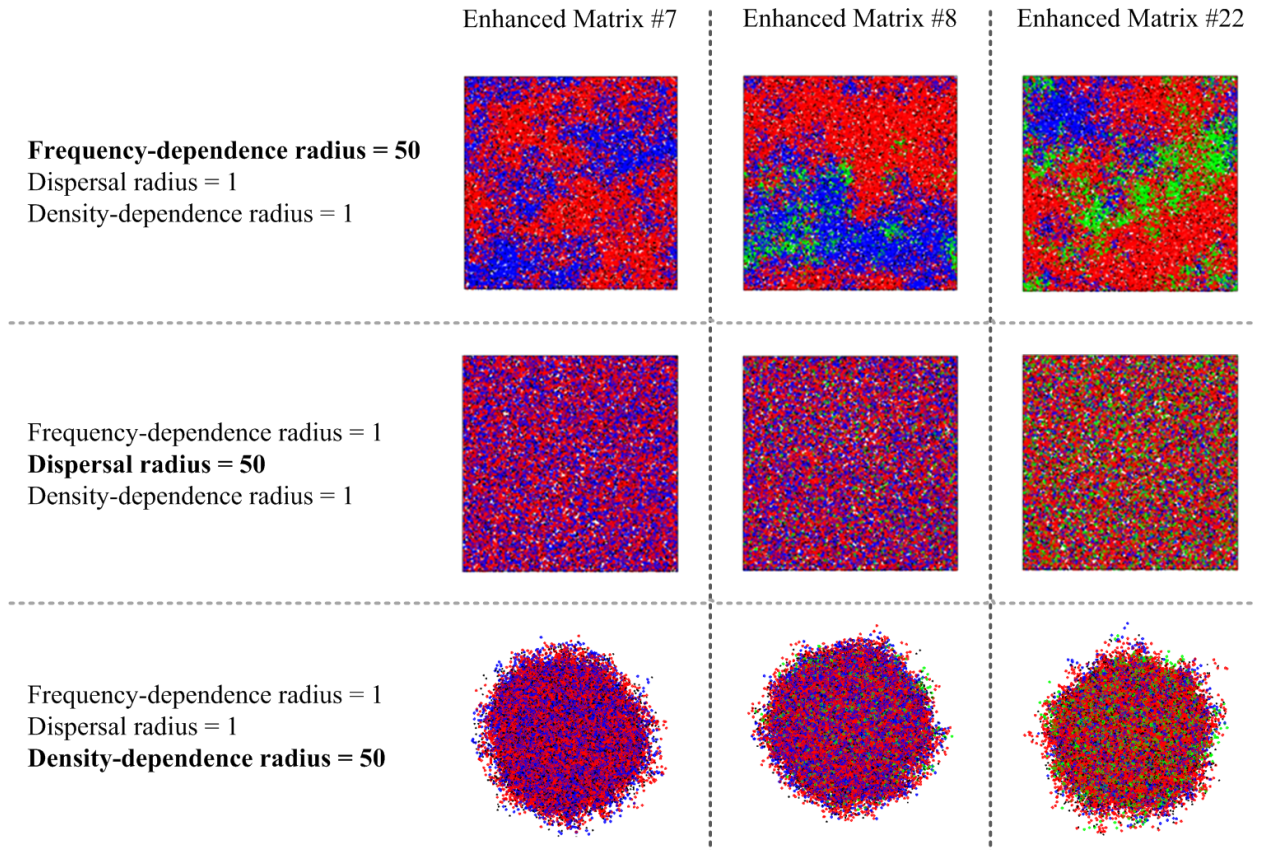 Enhanced Matrix #7 Enhanced Matrix #8 Enhanced Matrix #22
Frequency-dependence radius = 50
Dispersal radius = 1
Density-dependence radius = 1
Frequency-dependence radius = 1
Dispersal radius = 50
Density-dependence radius = 1
Frequency-dependence radius = 1
Dispersal radius = 1
Density-dependence radius = 50